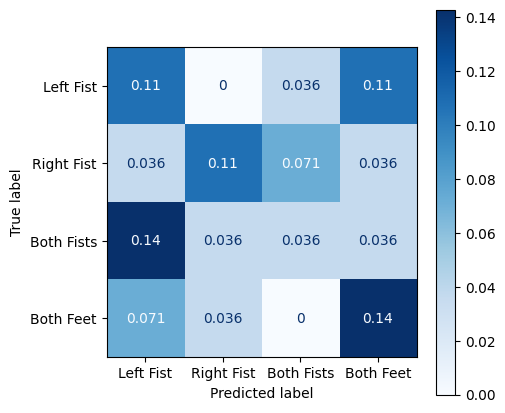 Left Fist 0.11 0 0.036 0.11
Right Fist 0.036 0.11 0.071 0.036
Both Fists 0.14 0.036 0.036 0.036
Both Feet 0.071 0.036 0 0.14
Left Fist Right Fist Both Fists Both Feet
Predicted label
True label
0.14
0.12
0.10
0.08
0.06
0.04
0.02
0.00